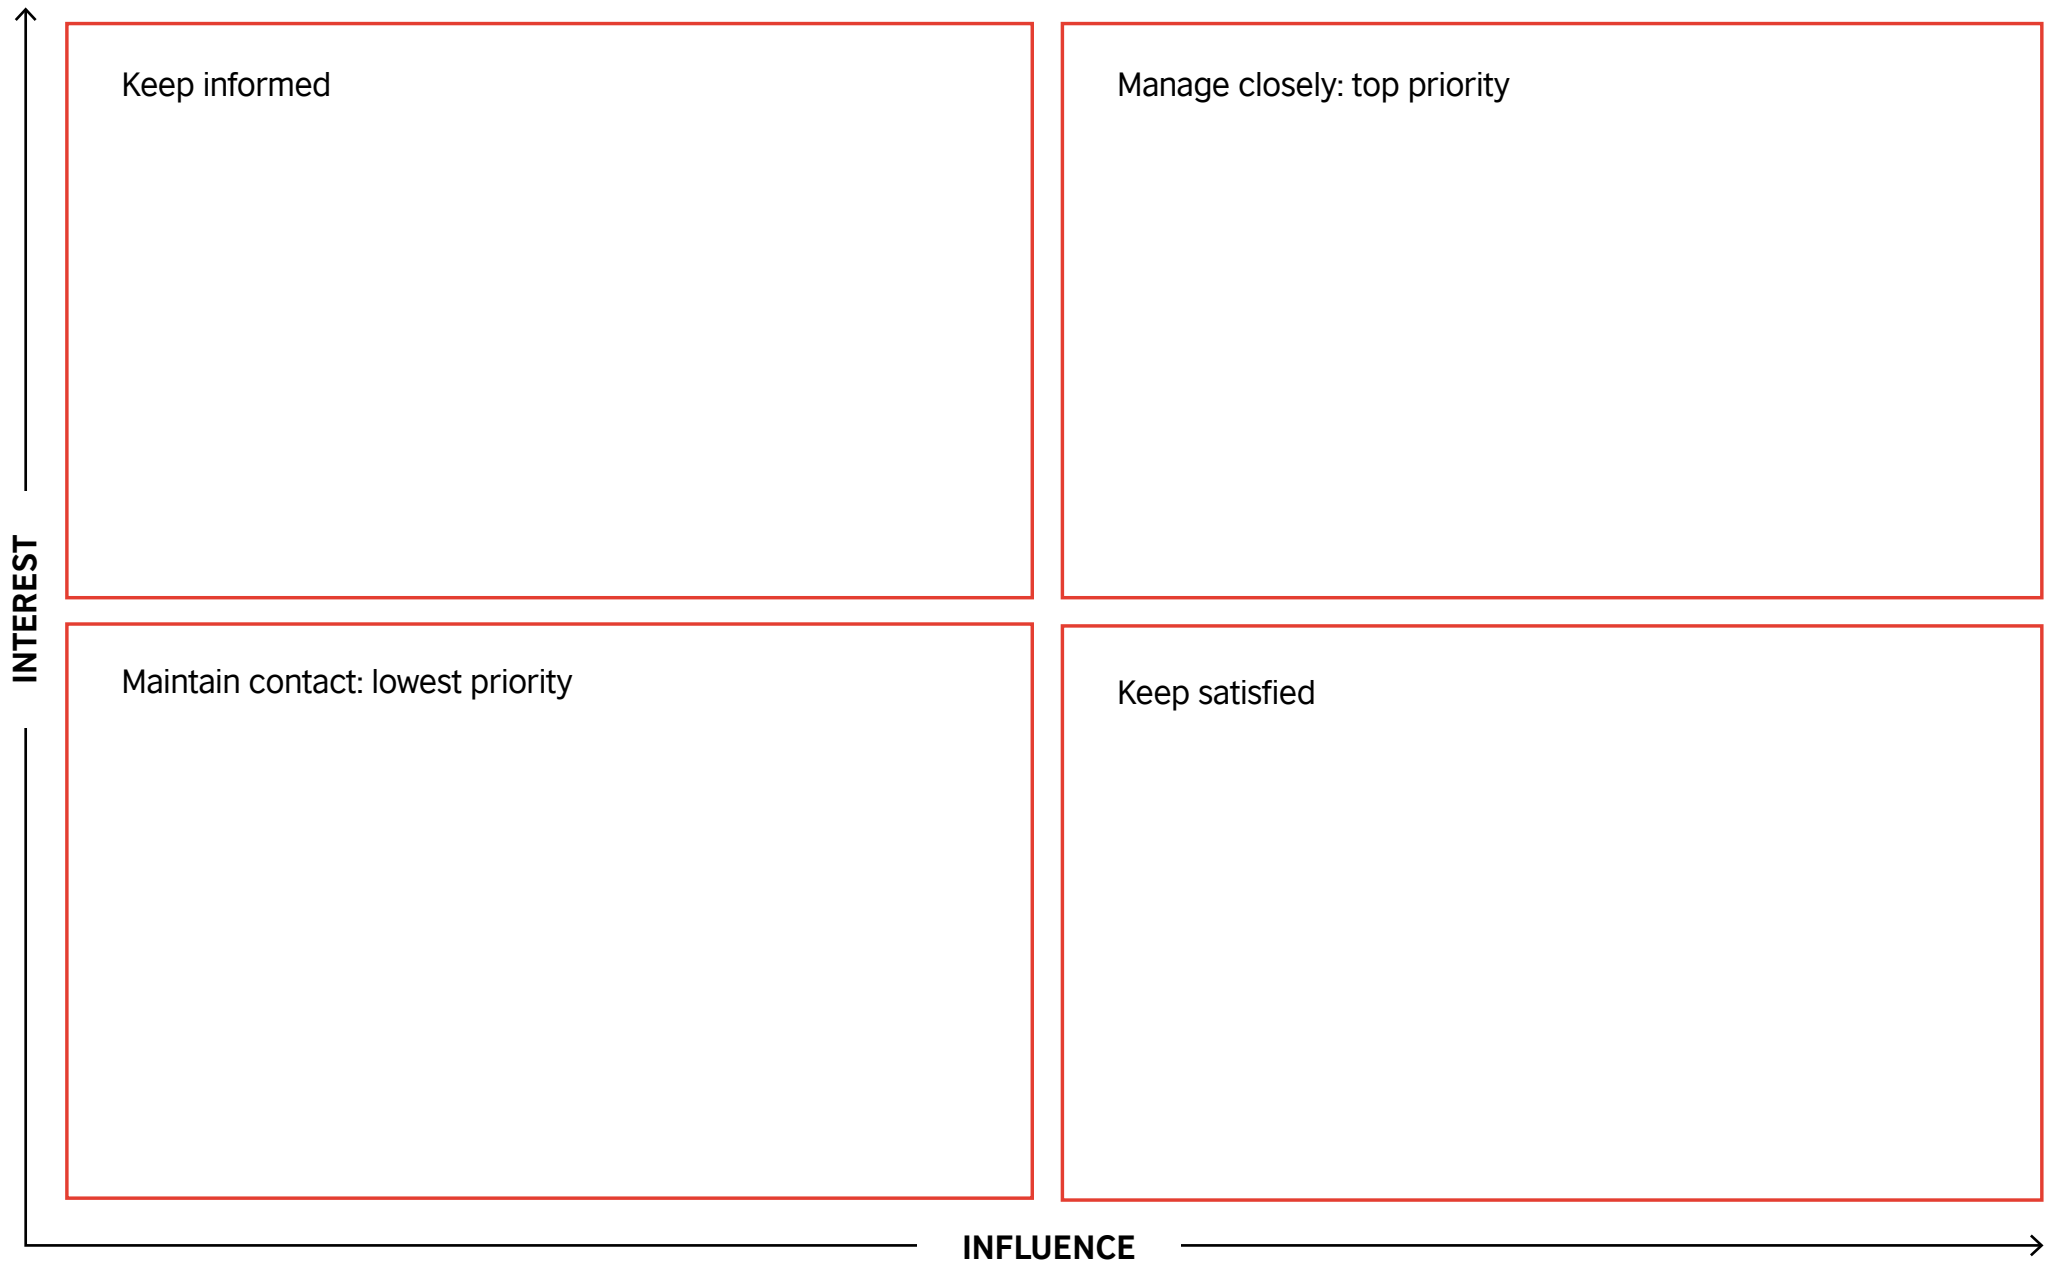 Keep informed
Manage closely: top priority
INTEREST
Maintain contact: lowest priority
Keep satisfied
INFLUENCE